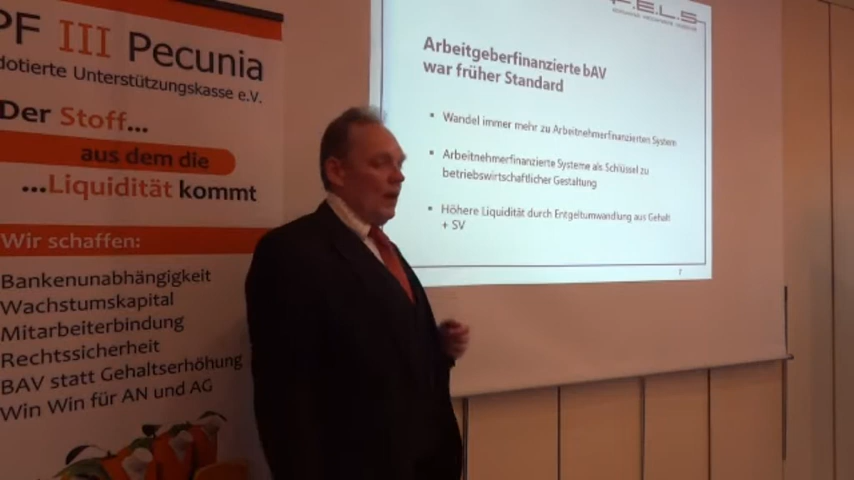 PF III Pecunia
dotierte Unterstützungskasse e.V.
Der Stoff...
aus dem die
...Liquidität kommt
Wir schaffen:
Bankenunabhängigkeit
Wachstumskapital
Mitarbeiterbindung
Rechtssicherheit
BAV statt Gehaltserhöhung
Win Win für AN und AG
F.E.L.S
Arbeitgeberfinanzierte bAV
war früher Standard
▪ Wandel immer mehr zu Arbeitnehmerfinanzierten System
▪ Arbeitnehmerfinanzierte Systeme als Schlüssel zu
betriebswirtschaftlicher Gestaltung
▪ Höhere Liquidität durch Entgeltumwandlung aus Gehalt
+ SV
7